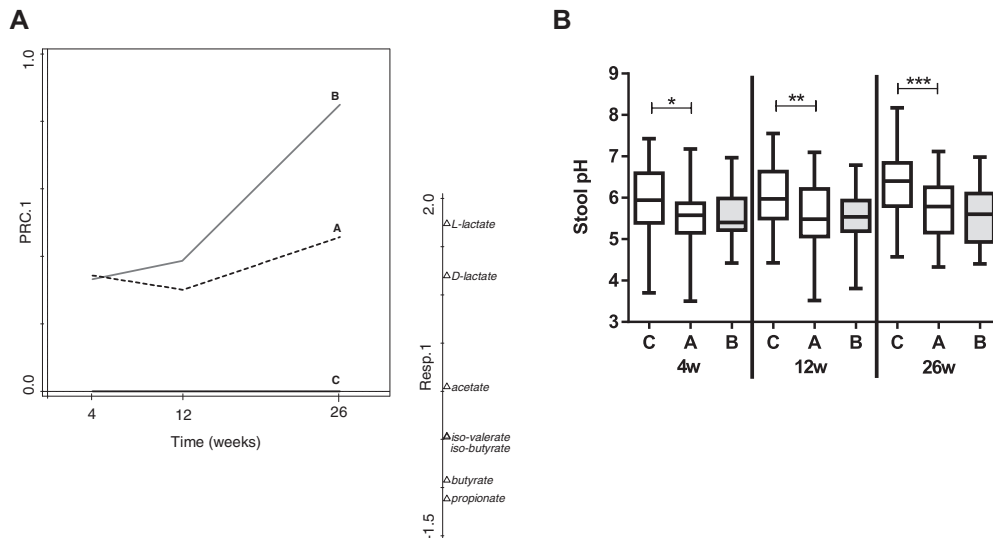 A
1.0
PRC.1
0.0
B
A
C
4
12
26
Time (weeks)
2.0
Resp.1
-1.5
L-lactate
D-lactate
acetate
iso-valerate
iso-butyrate
butyrate
propionate
B
Stool pH
9
8
7
6
5
4
3
*
**
***
C A B C A B C A B
4w 12w 26w